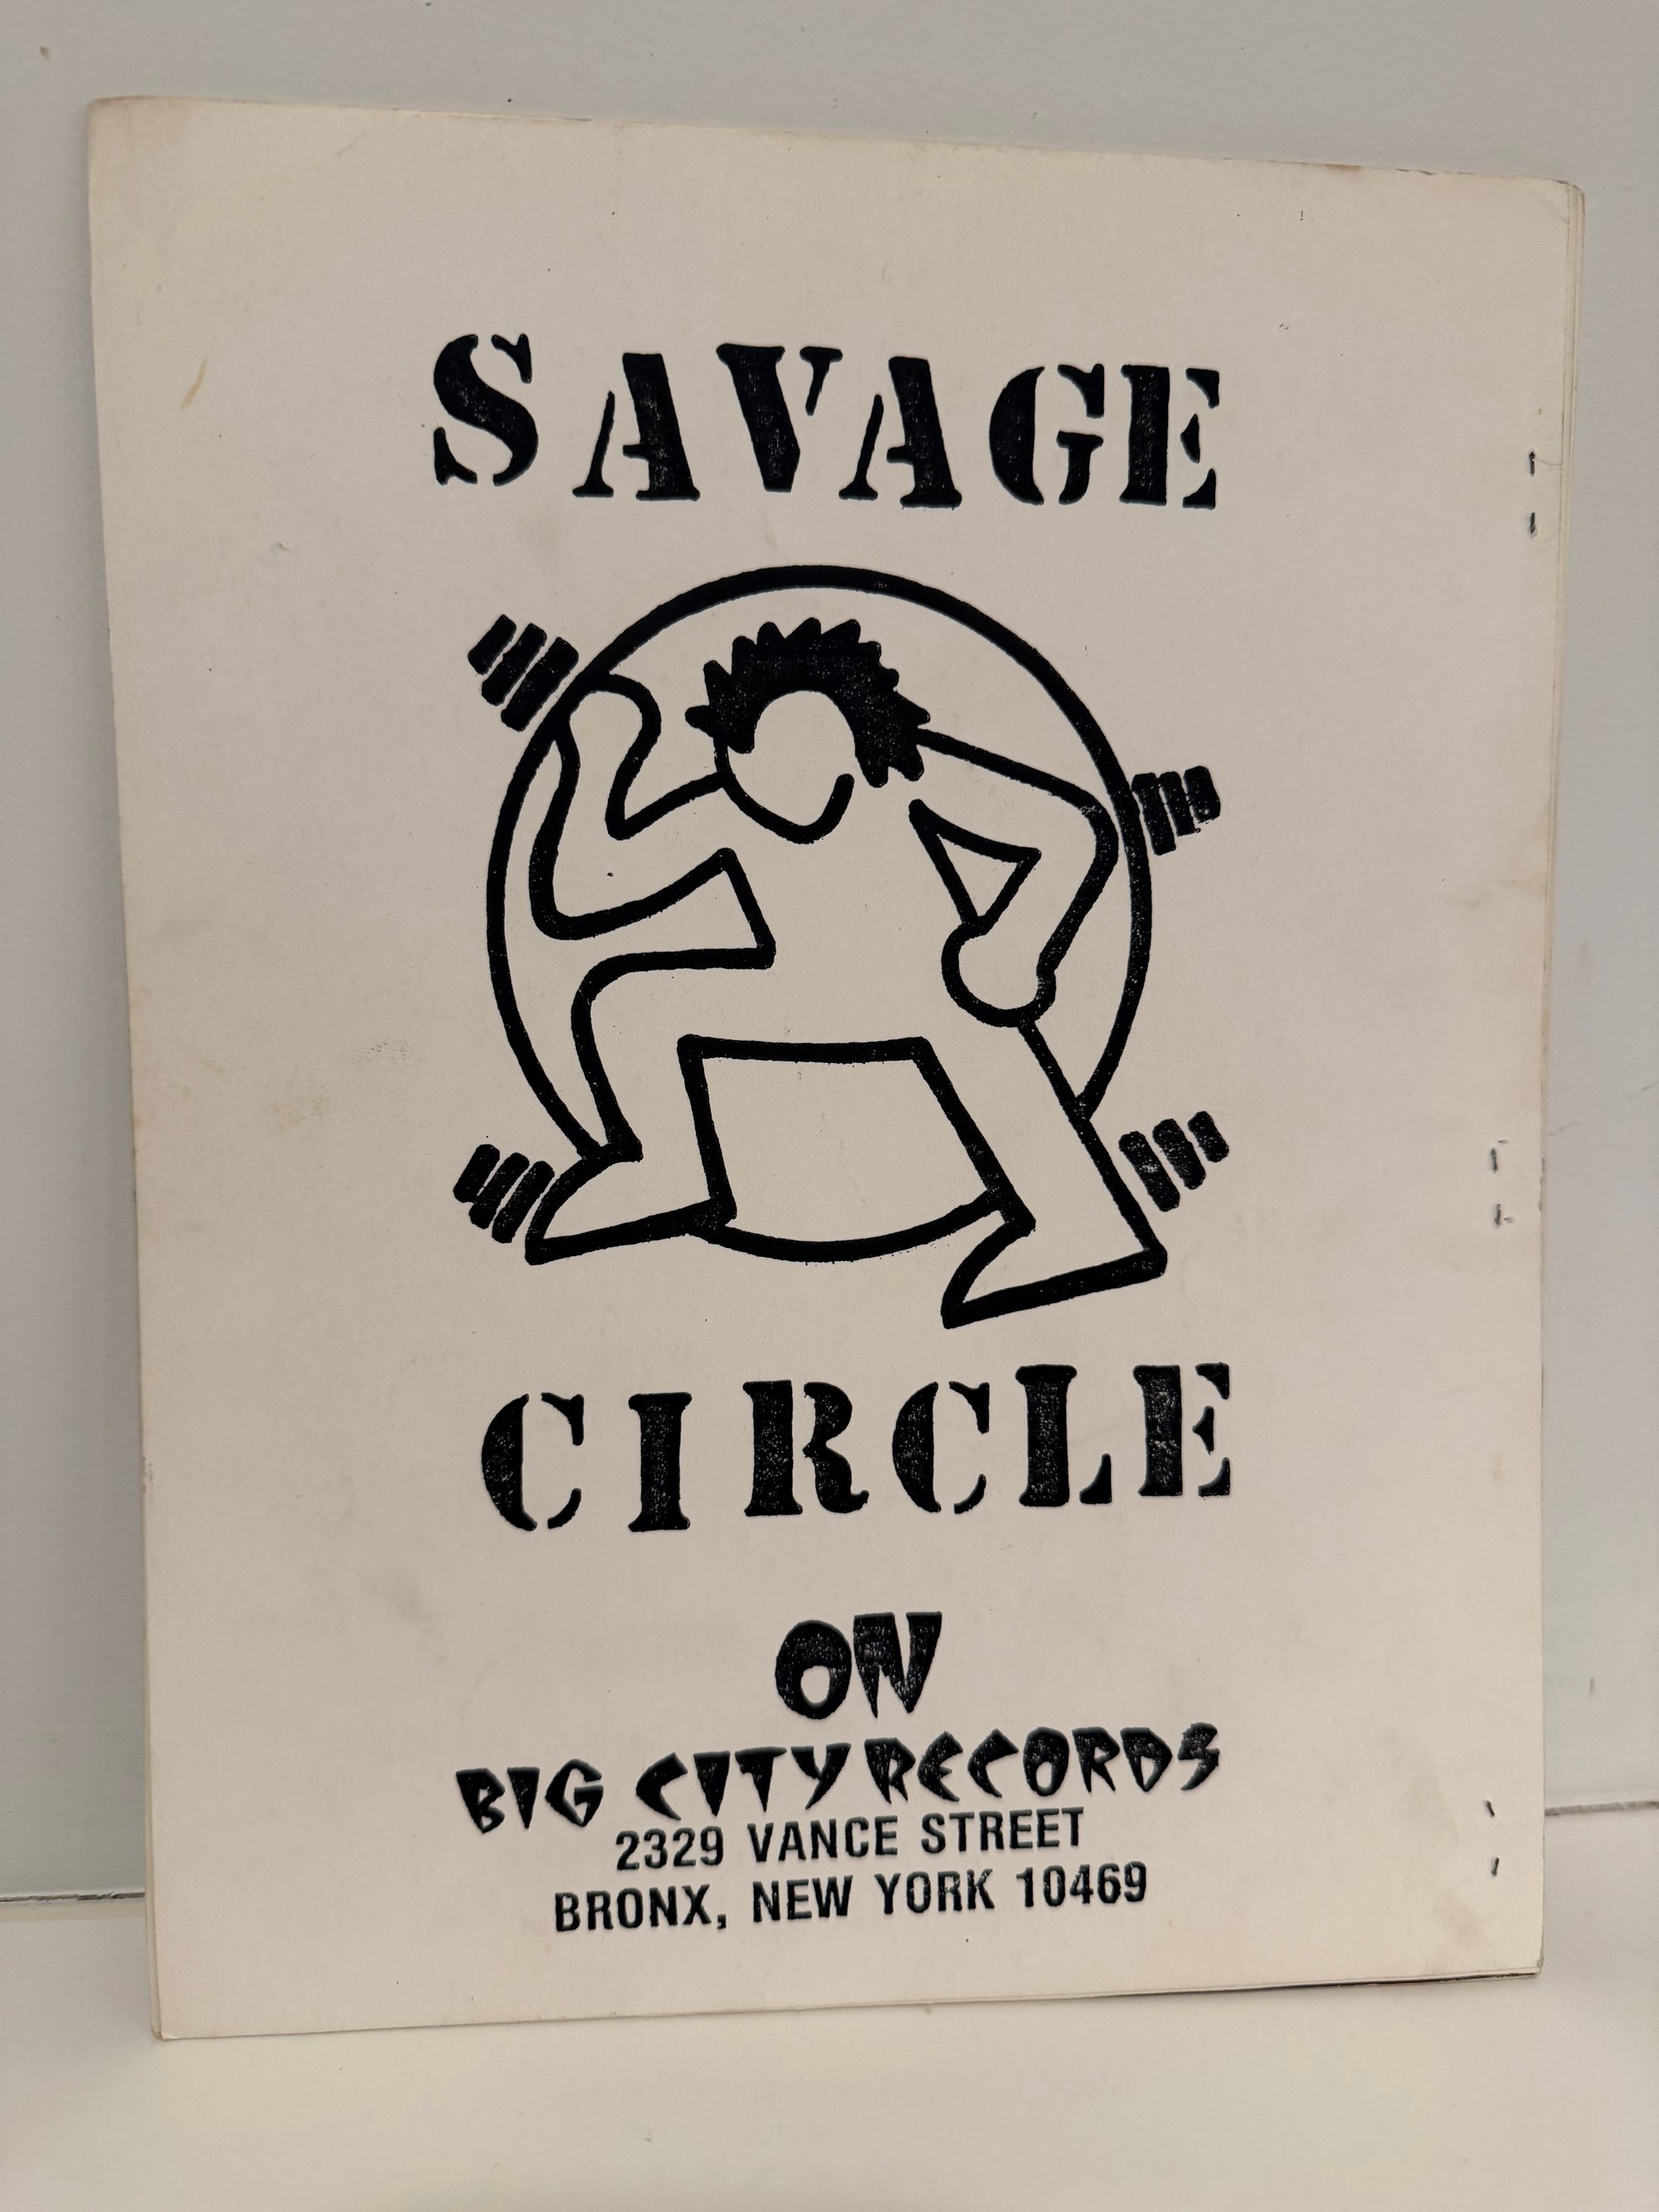 SAVAGE
CIRCLE
ON
BIG CITY RECORDS
2329 VANCE STREET
BRONX, NEW YORK 10469